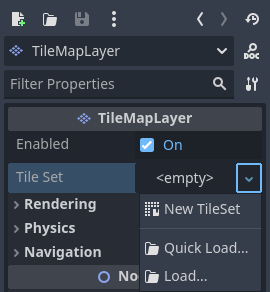 TileMapLayer
DOC
Filter Properties
TileMapLayer
Enabled
On
Tile Set
<empty>
Rendering
Physics
Navigation
New TileSet
Quick Load...
Load...
No